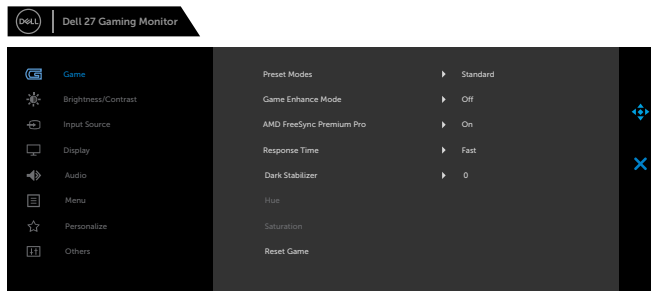 DELL
Dell 27 Gaming Monitor
Game
Preset Modes
Standard
Brightness/Contrast
Game Enhance Mode
Off
Input Source
AMD FreeSync Premium Pro
On
Display
Response Time
Fast
Audio
Dark Stabilizer
0
Menu
Hue
Personalize
Saturation
Others
Reset Game